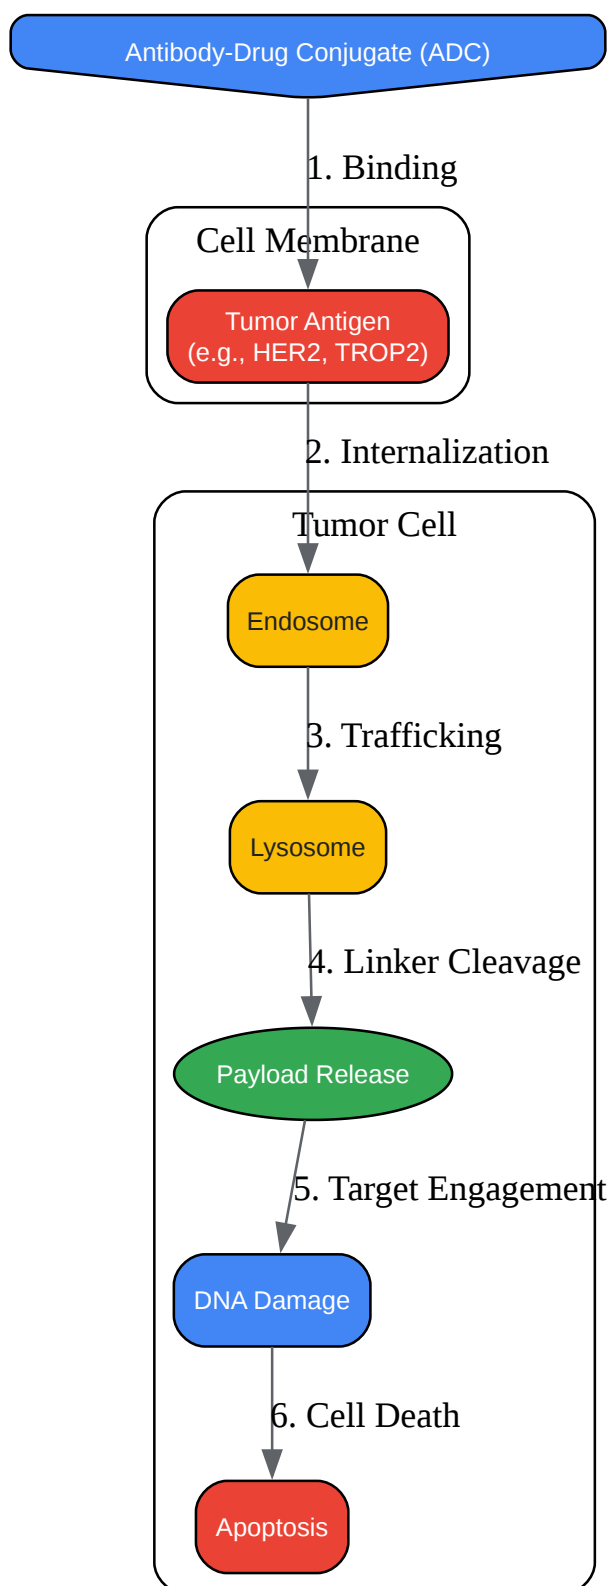 Antibody-Drug Conjugate (ADC)
1. Binding
Cell Membrane
Tumor Antigen
(e.g., HER2, TROP2)
2. Internalization
Tumor Cell
Endosome
3. Trafficking
Lysosome
4. Linker Cleavage
Payload Release
5. Target Engagement
DNA Damage
6. Cell Death
Apoptosis